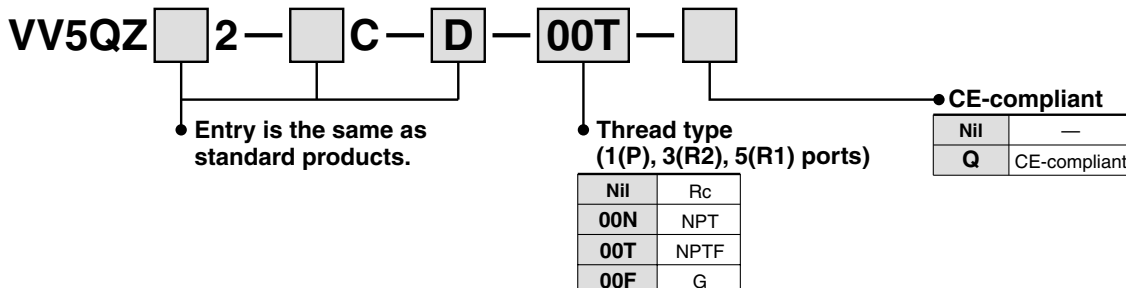 VV5QZ 2 — C — D — 00T —
Entry is the same as
standard products.
Thread type
(1(P), 3(R2), 5(R1) ports)
Nil Rc
00N NPT
00T NPTF
00F G
CE-compliant
Nil —
Q CE-compliant